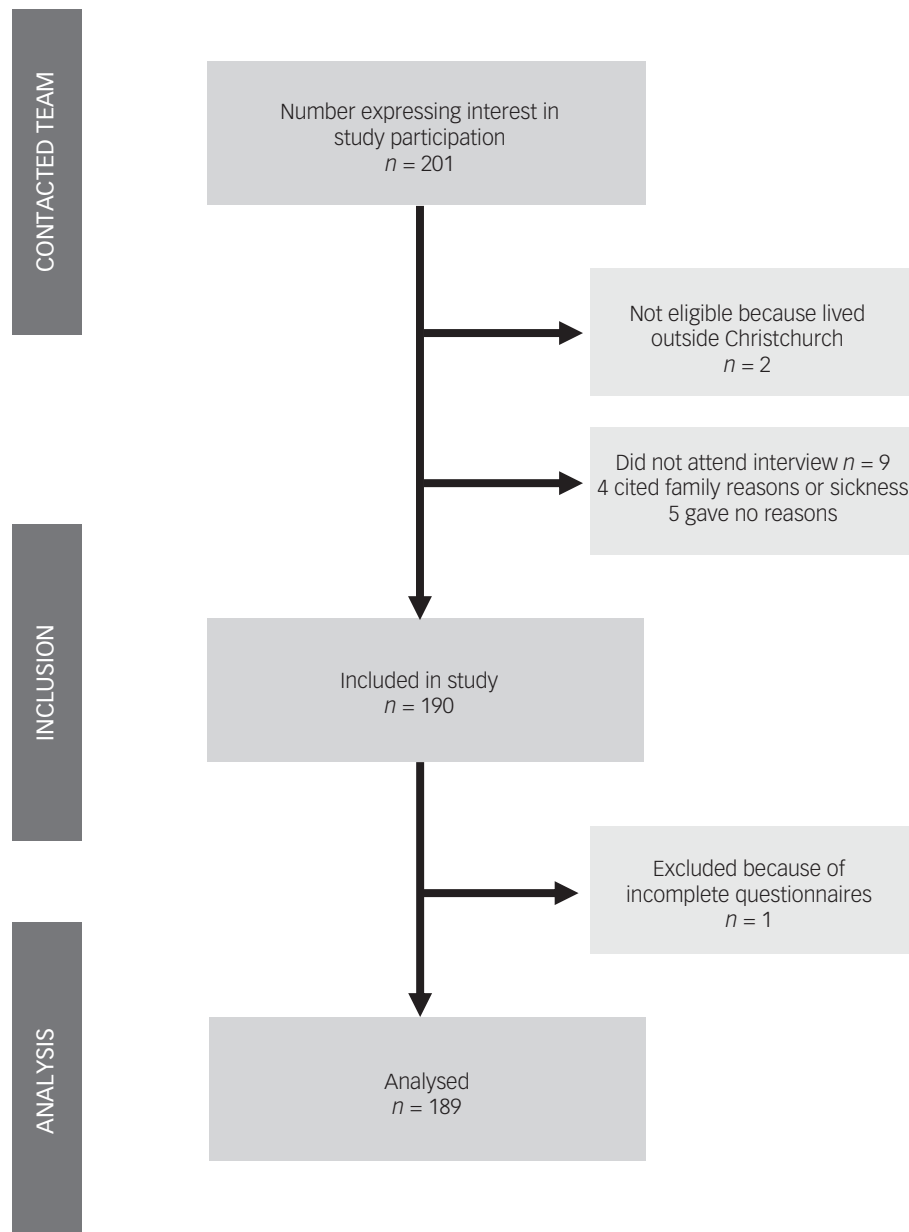 CONTACTED TEAM
Number expressing interest in
study participation
n = 201
Not eligible because lived
outside Christchurch
n = 2
Did not attend interview n = 9
4 cited family reasons or sickness
5 gave no reasons
INCLUSION
Included in study
n = 190
Excluded because of
incomplete questionnaires
n = 1
ANALYSIS
Analysed
n = 189